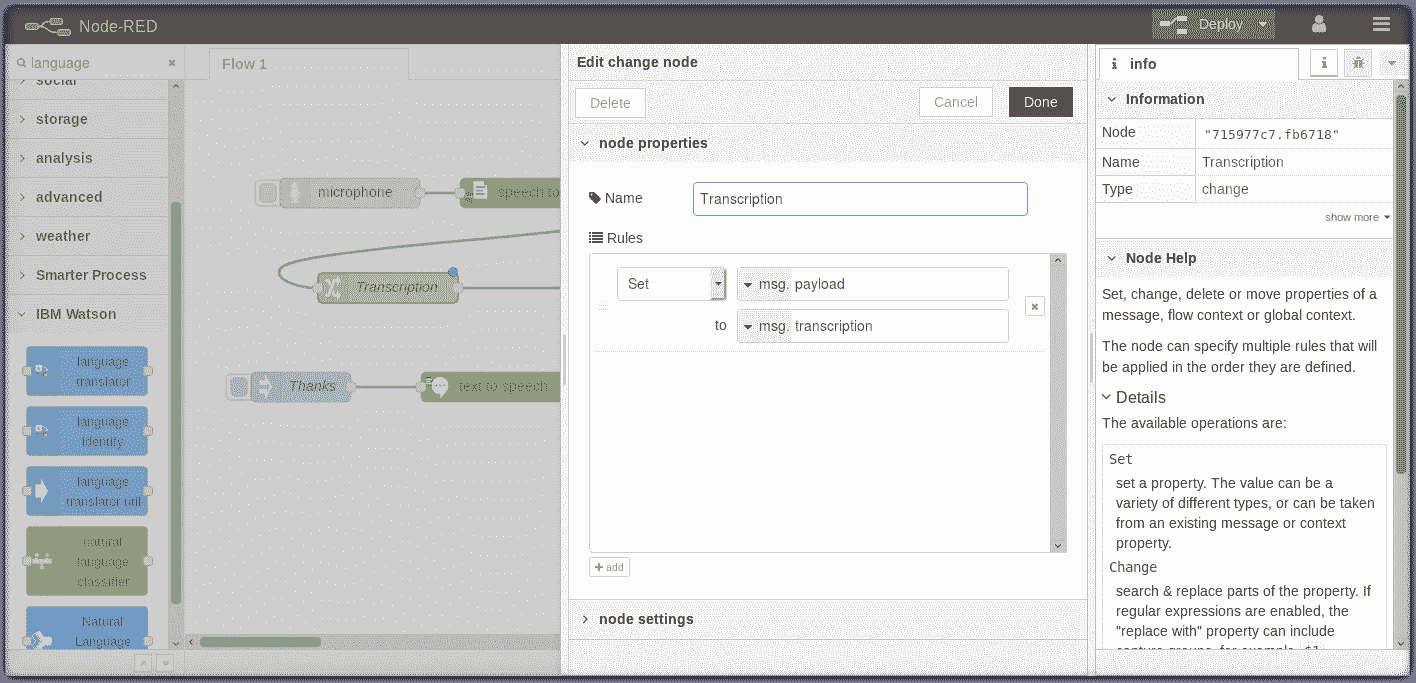 Node-RED
Deploy
language
social
storage
analysis
advanced
weather
Smarter Process
IBM Watson
language
translator
language
identify
language
translator util
natural
language
classifier
Natural
Language
Flow 1
microphone
speech to
Transcription
Thanks
text to speech
Edit change node
Delete
Cancel
Done
node properties
Name
Transcription
Rules
Set
msg. payload
to
msg. transcription
add
node settings
info
Information
Node "715977c7.fb6718"
Name Transcription
Type change
show more
Node Help
Set, change, delete or move properties of a
message, flow context or global context.
The node can specify multiple rules that will
be applied in the order they are defined.
Details
The available operations are:
Set
set a property. The value can be a
variety of different types, or can be taken
from an existing message or context
property.
Change
search & replace parts of the property. If
regular expressions are enabled, the
"replace with" property can include
capture groups, for example $1